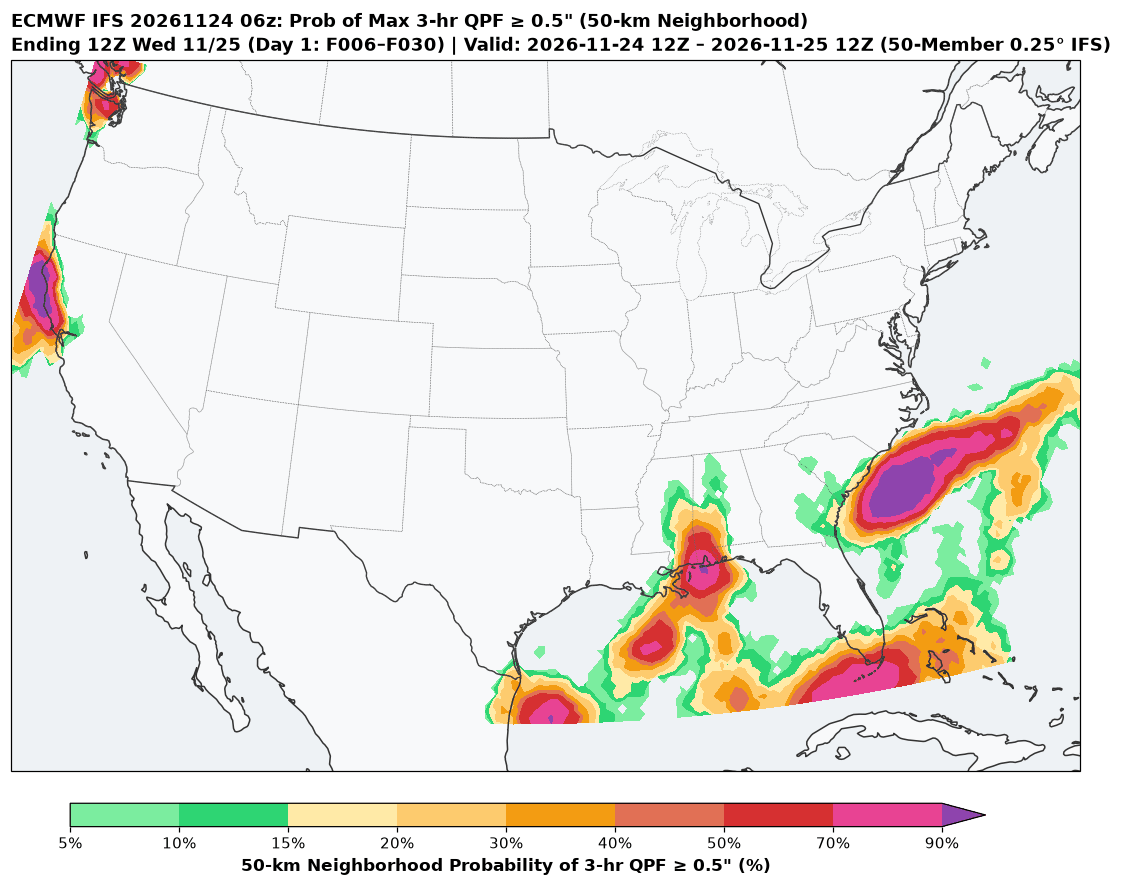 ECMWF IFS 20261124 06z: Prob of Max 3-hr QPF ≥ 0.5" (50-km Neighborhood)
Ending 12Z Wed 11/25 (Day 1: F006–F030) | Valid: 2026-11-24 12Z – 2026-11-25 12Z (50-Member 0.25° IFS)
5% 10% 15% 20% 30% 40% 50% 70% 90%
50-km Neighborhood Probability of 3-hr QPF ≥ 0.5" (%)